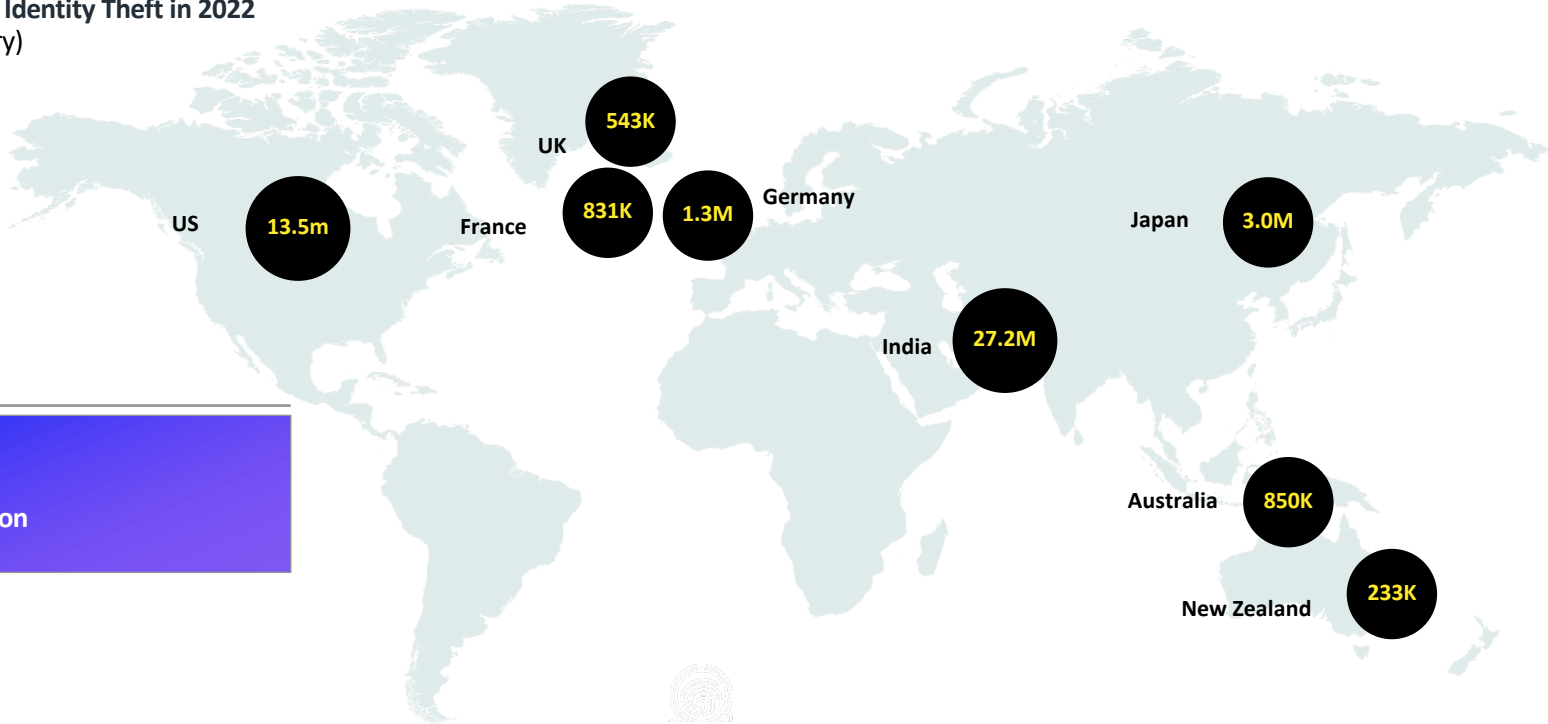 Identity Theft in 2022
ry)
543K
UK
831K
1.3M
Germany
US
13.5m
France
Japan
3.0M
India
27.2M
on
Australia
850K
New Zealand
233K